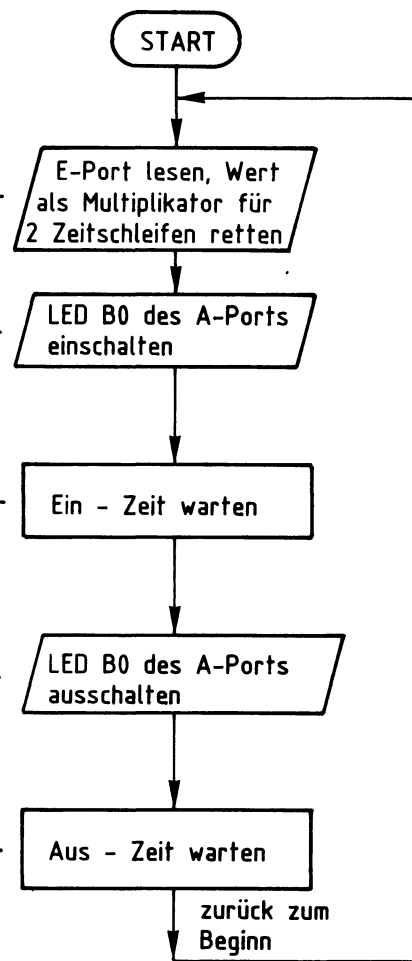 START
E-Port lesen, Wert
als Multiplikator für
2 Zeitschleifen retten
LED B0 des A-Ports
einschalten
Ein - Zeit warten
LED B0 des A-Ports
ausschalten
Aus - Zeit warten
zurück zum
Beginn